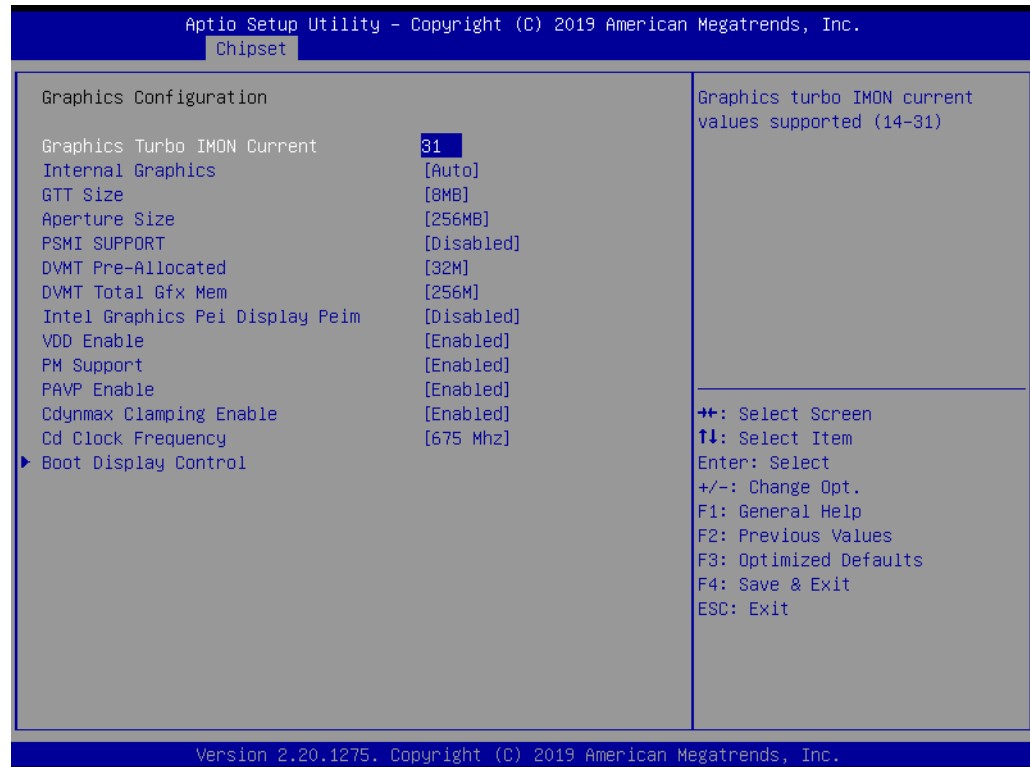 Aptio Setup Utility – Copyright (C) 2019 American Megatrends, Inc.
Chipset
Graphics Configuration
Graphics Turbo IMON Current 31
Internal Graphics [Auto]
GTT Size [8MB]
Aperture Size [256MB]
PSMI SUPPORT [Disabled]
DVMT Pre-Allocated [32M]
DVMT Total Gfx Mem [256M]
Intel Graphics Pei Display Peim [Disabled]
VDD Enable [Enabled]
PM Support [Enabled]
PAVP Enable [Enabled]
Cdynmax Clamping Enable [Enabled]
Cd Clock Frequency [675 Mhz]
Boot Display Control
Graphics turbo IMON current
values supported (14-31)
→←: Select Screen
↑↓: Select Item
Enter: Select
+/-: Change Opt.
F1: General Help
F2: Previous Values
F3: Optimized Defaults
F4: Save & Exit
ESC: Exit
Version 2.20.1275. Copyright (C) 2019 American Megatrends, Inc.